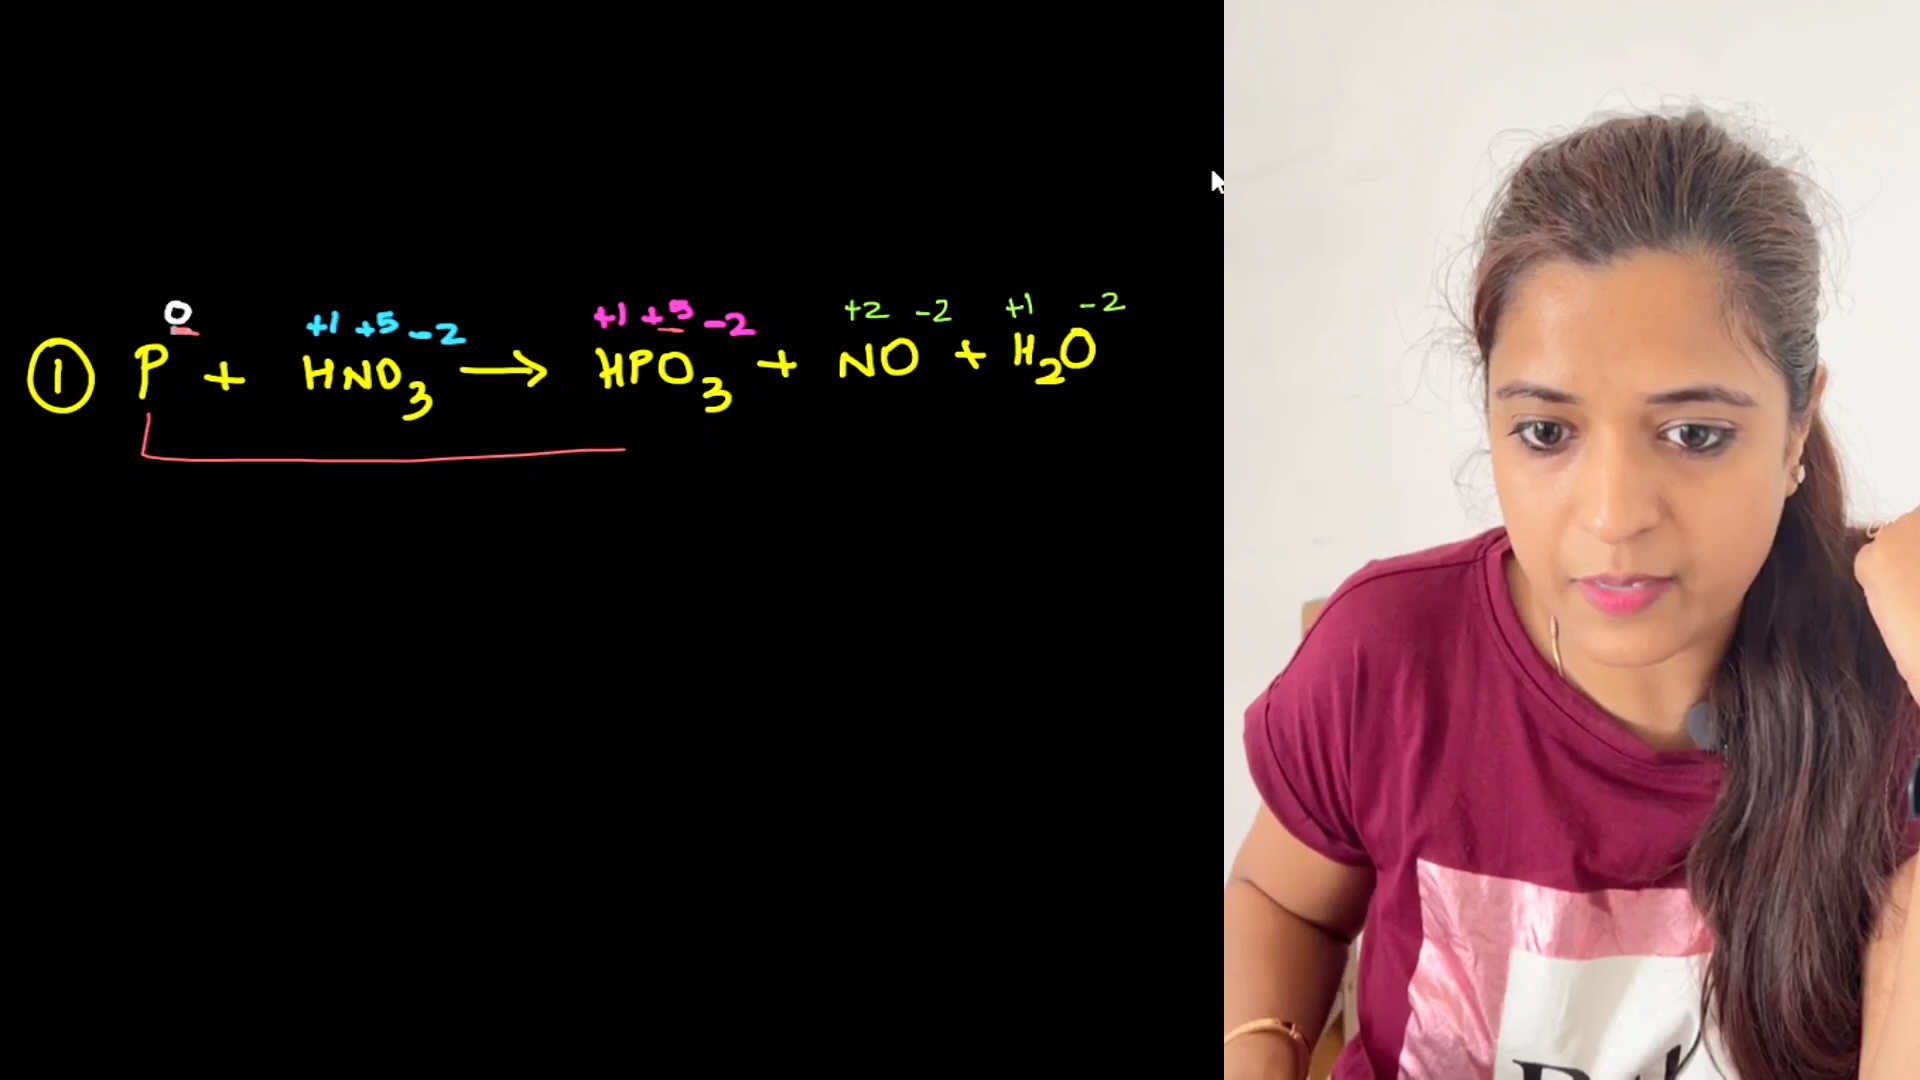 0 +1 +5 -2 +1 +5 -2 +2 -2 +1 -2
① P + HNO₃ → HPO₃ + NO + H₂O